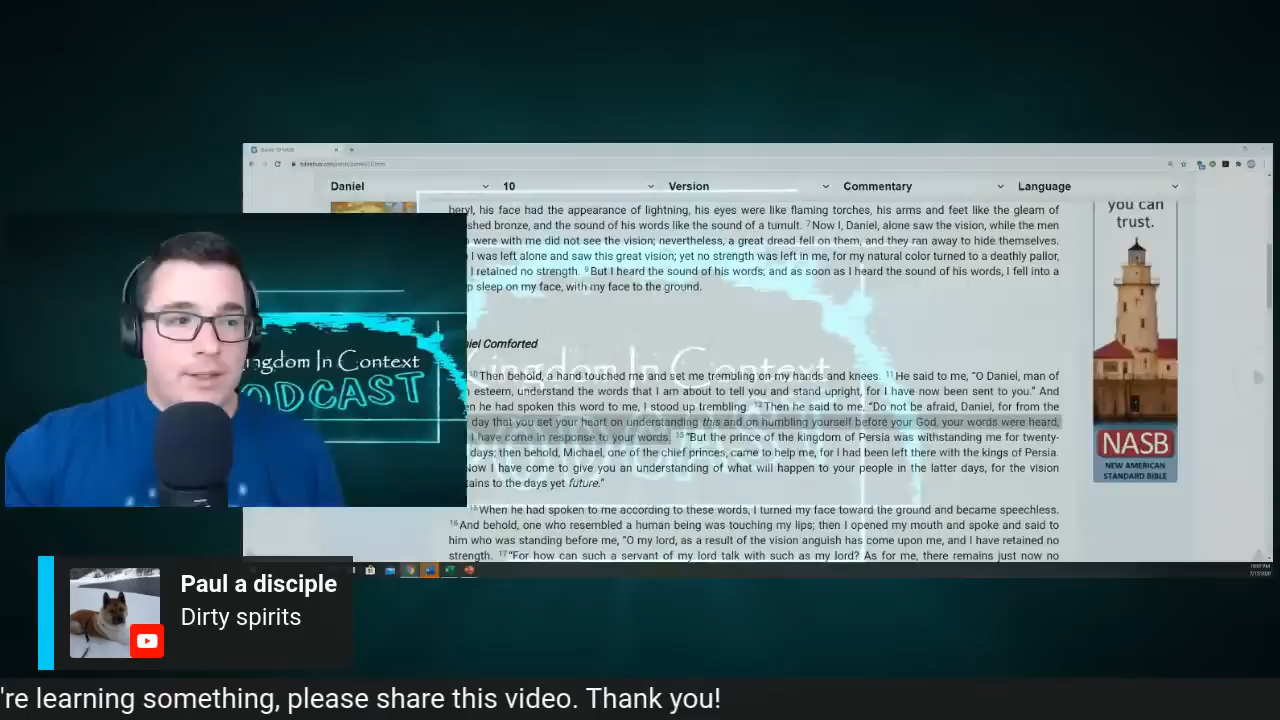 Daniel 10 Version Commentary Language
beryl, his face had the appearance of lightning, his eyes were like flaming torches, his arms and feet like the gleam of
bronze, and the sound of his words like the sound of a tumult. 7 Now I, Daniel, alone saw the vision, while the men
were with me did not see the vision; nevertheless, a great dread fell on them, and they ran away to hide themselves.
I was left alone and saw this great vision; yet no strength was left in me, for my natural color turned to a deathly pallor,
I retained no strength. 9 But I heard the sound of his words; and as soon as I heard the sound of his words, I fell into a
sleep on my face, with my face to the ground.
Comforted
10 Then behold, a hand touched me and set me trembling on my hands and knees. 11 He said to me, “O Daniel, man of
esteem, understand the words that I am about to tell you and stand upright, for I have now been sent to you.” And
he had spoken this word to me, I stood up trembling. 12 Then he said to me, “Do not be afraid, Daniel, for from the
day that you set your heart on understanding this and on humbling yourself before your God, your words were heard,
I have come in response to your words. 13 “But the prince of the kingdom of Persia was withstanding me for twenty-
days; then behold, Michael, one of the chief princes, came to help me, for I had been left there with the kings of Persia.
Now I have come to give you an understanding of what will happen to your people in the latter days, for the vision
to the days yet future.”
15 When he had spoken to me according to these words, I turned my face toward the ground and became speechless.
16 And behold, one who resembled a human being was touching my lips; then I opened my mouth and spoke and said to
him who was standing before me, “O my lord, as a result of the vision anguish has come upon me, and I have retained no
strength. 17 “For how can such a servant of my lord talk with such as my lord? As for me, there remains just now no
you can
trust.
NASB
NEW AMERICAN
STANDARD BIBLE
Kingdom In Context
ingdom In Context
ODCAST
Paul a disciple
Dirty spirits
're learning something, please share this video. Thank you!